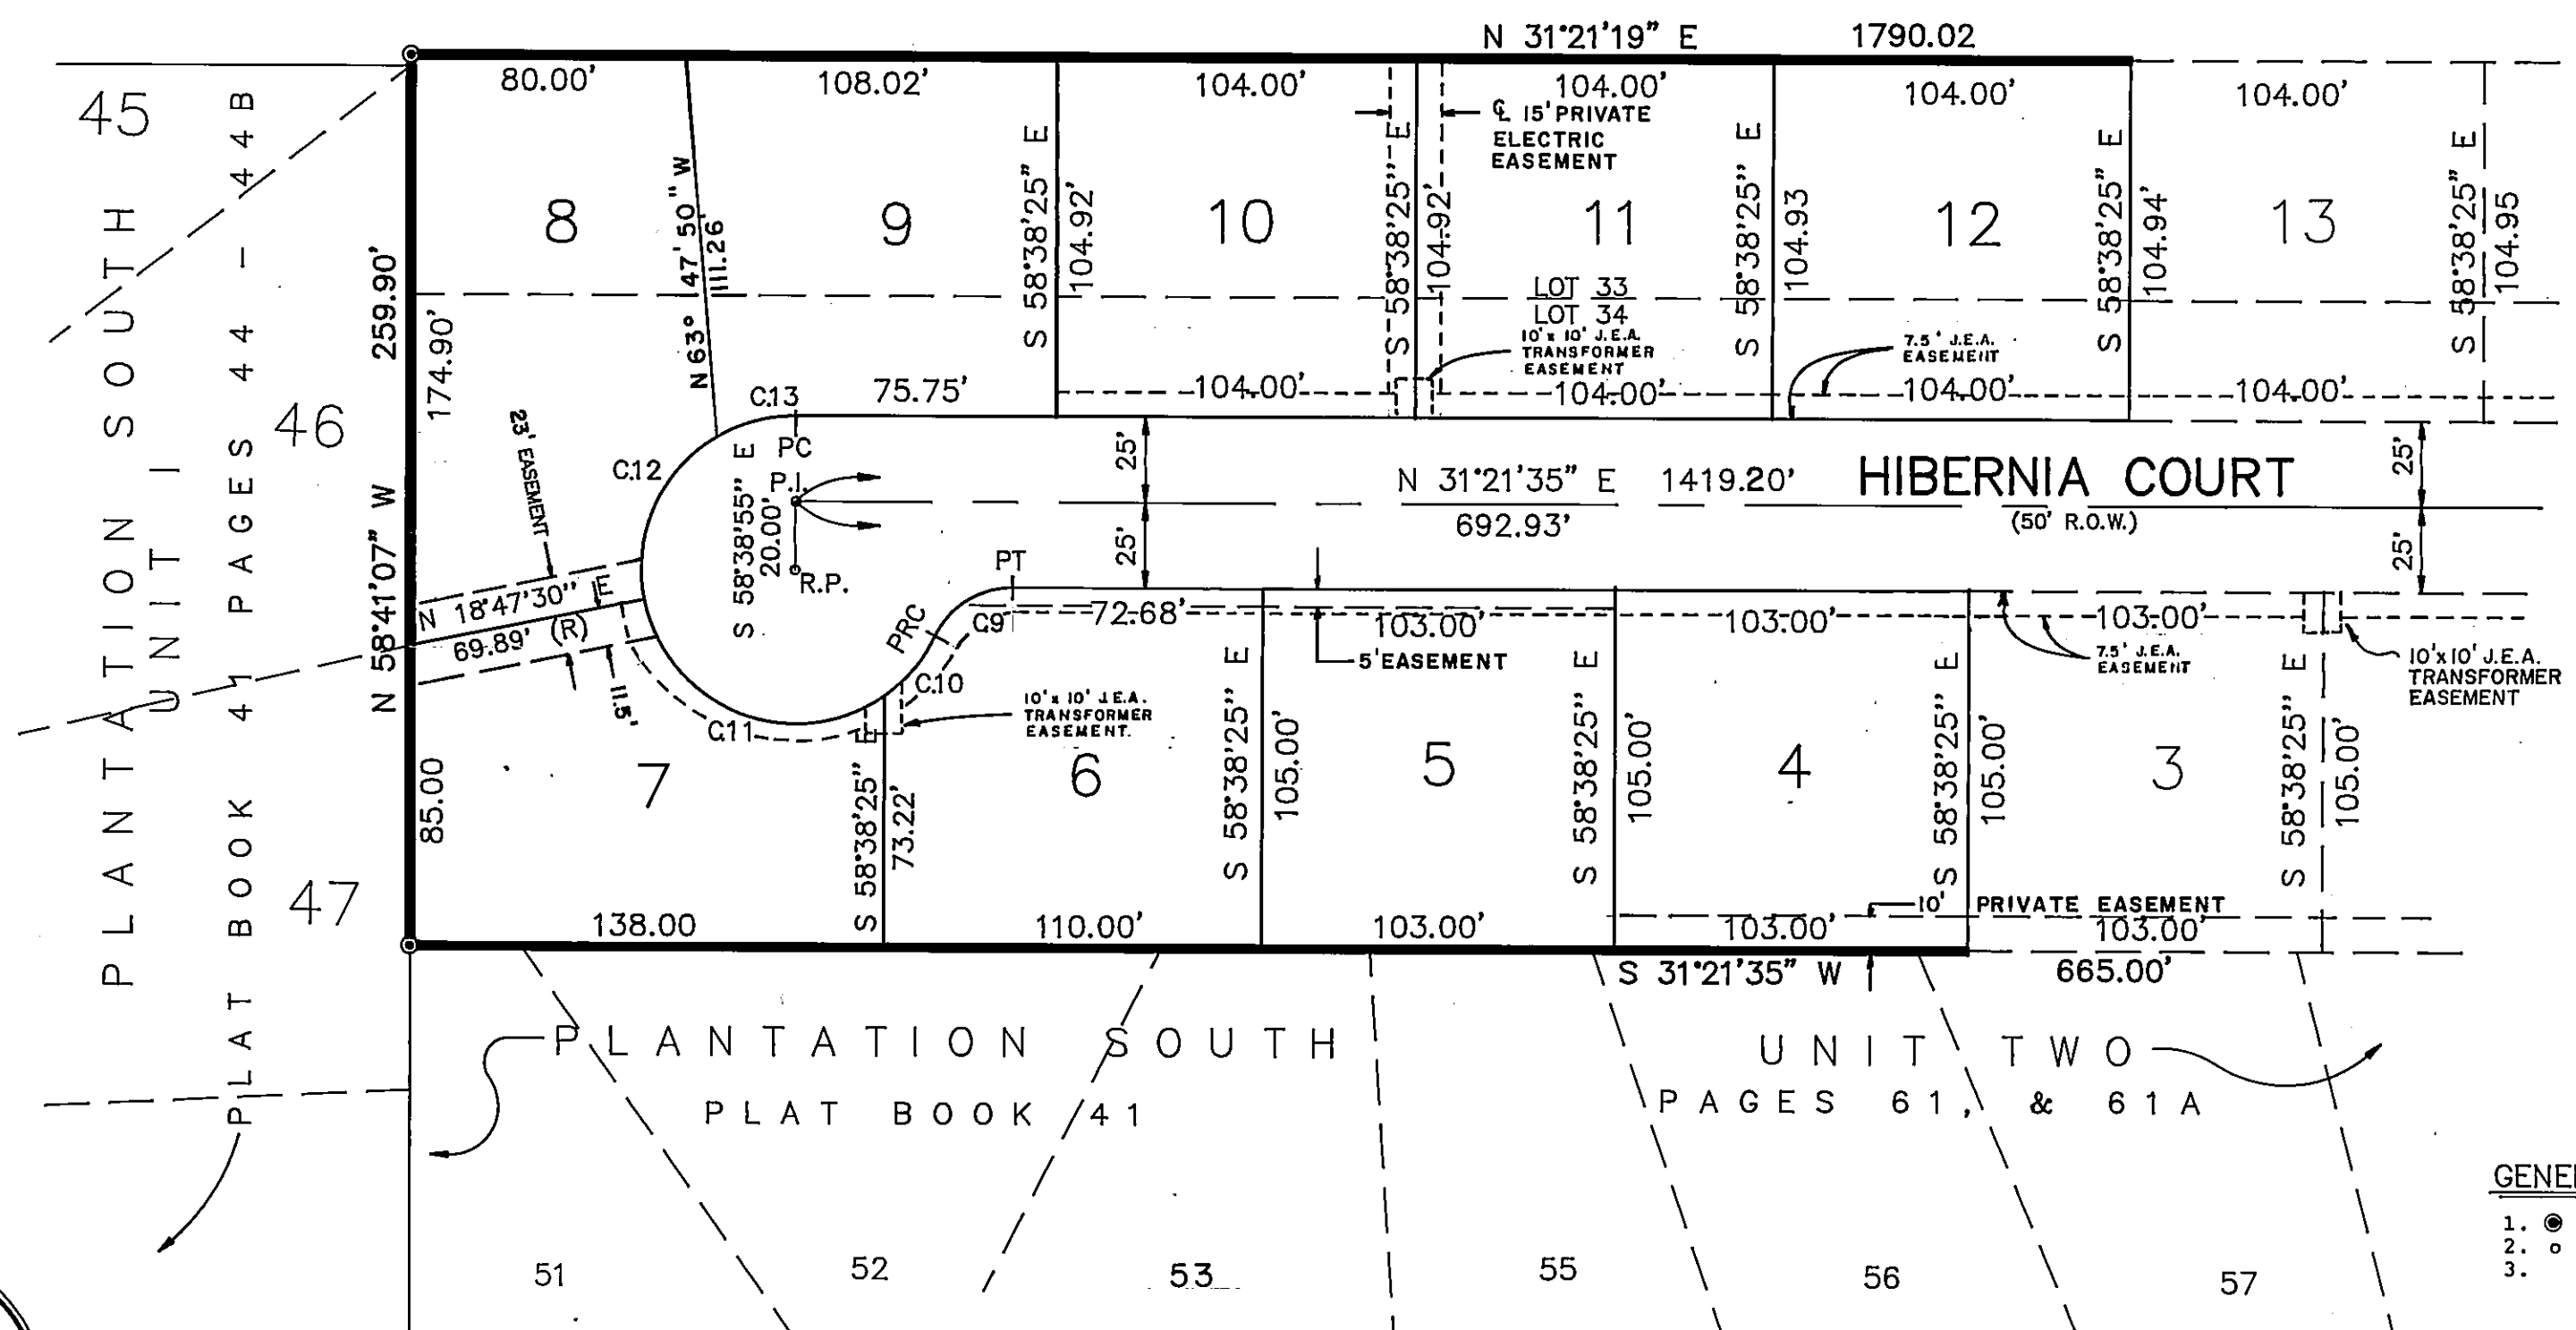 N 31°21'19" E 1790.02
80.00'
108.02'
104.00'
104.00'
104.00'
104.00'
℄ 15' PRIVATE
ELECTRIC
EASEMENT
45
46
47
PLANTATION SOUTH
UNIT I
PLAT BOOK 41 PAGES 44 - 44B
N 58°41'07" W 259.90'
174.90'
85.00
8
9
10
11
12
13
N 63° 47' 50" W
111.26'
S 58°38'25" E
104.92'
S 58°38'25" E
104.92'
S 58°38'25" E
104.93
S 58°38'25" E
104.94'
S 58°38'25" E
104.95
LOT 33
LOT 34
10' x 10' J.E.A.
TRANSFORMER
EASEMENT
7.5' J.E.A.
EASEMENT
C.13
75.75'
104.00'
104.00'
104.00'
104.00'
PC
C.12
P.I.
S 58°38'55" E
20.00'
R.P.
25'
25'
N 31°21'35" E 1419.20'
692.93'
HIBERNIA COURT
(50' R.O.W.)
25'
25'
23' EASEMENT
N 18°47'30" E
69.89' (R)
11.5'
PT
PRC
C.9
C.10
C.11
72.68'
103.00'
103.00'
103.00'
5' EASEMENT
7.5' J.E.A.
EASEMENT
10'x10' J.E.A.
TRANSFORMER
EASEMENT
10' x 10' J.E.A.
TRANSFORMER
EASEMENT.
7
6
5
4
3
S 58°38'25" E
73.22'
S 58°38'25" E
105.00'
S 58°38'25" E
105.00'
S 58°38'25" E
105.00'
S 58°38'25" E
105.00'
10' PRIVATE EASEMENT
138.00
110.00'
103.00'
103.00'
103.00'
S 31°21'35" W 665.00'
PLANTATION SOUTH UNIT TWO
PLAT BOOK 41 PAGES 61, & 61A
51
52
53
55
56
57
1.
2.
3.